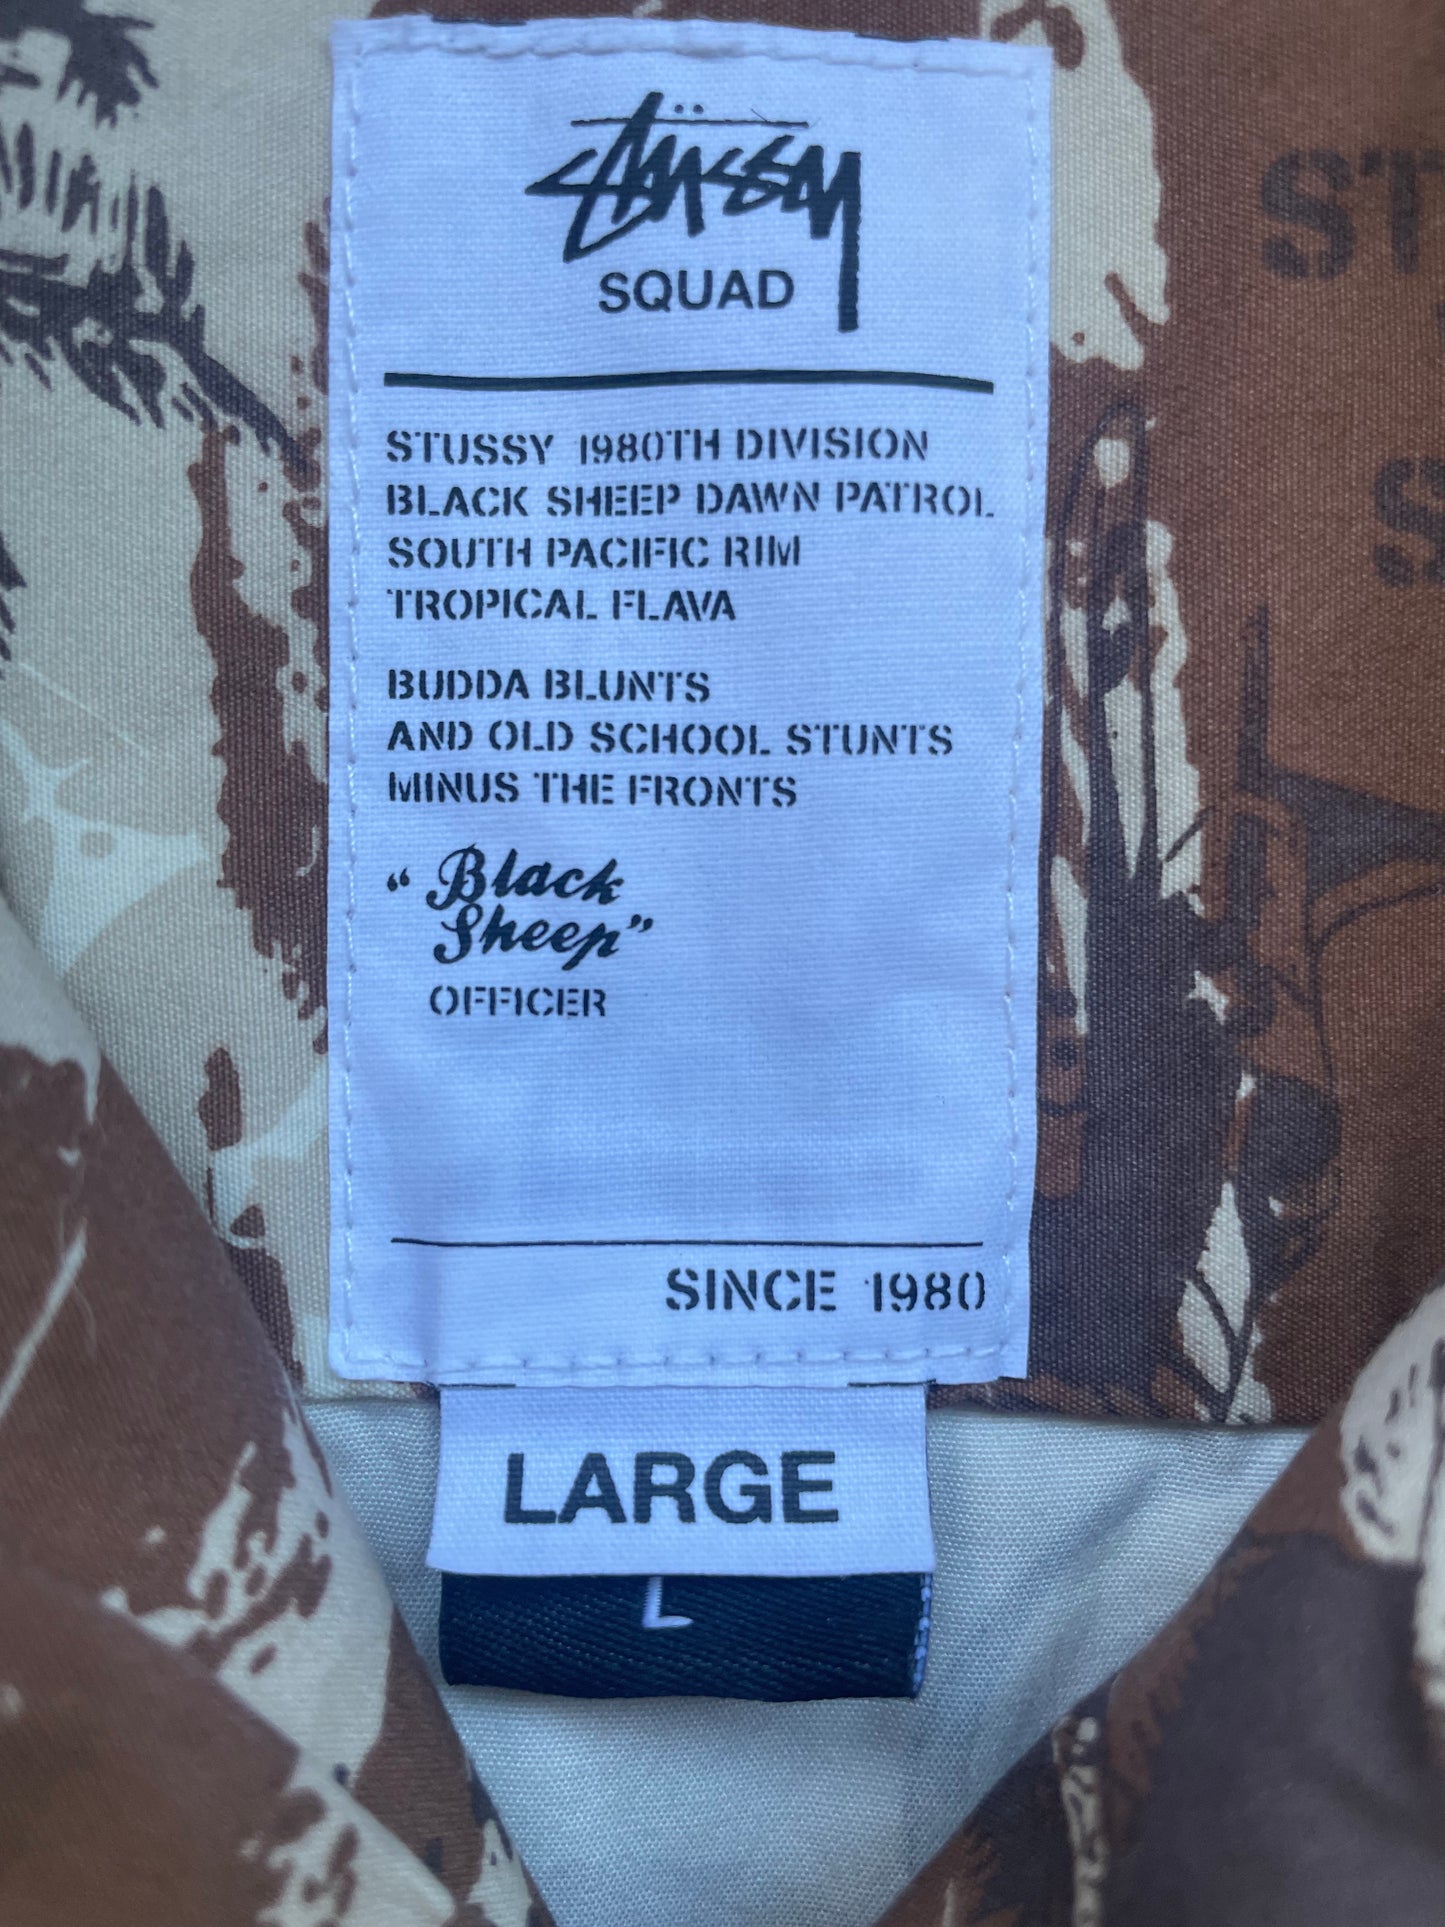 Stüssy
SQUAD
STUSSY 1980TH DIVISION
BLACK SHEEP DAWN PATROL
SOUTH PACIFIC RIM
TROPICAL FLAVA
BUDDA BLUNTS
AND OLD SCHOOL STUNTS
MINUS THE FRONTS
“Black
Sheep”
OFFICER
SINCE 1980
LARGE
L
ST
S